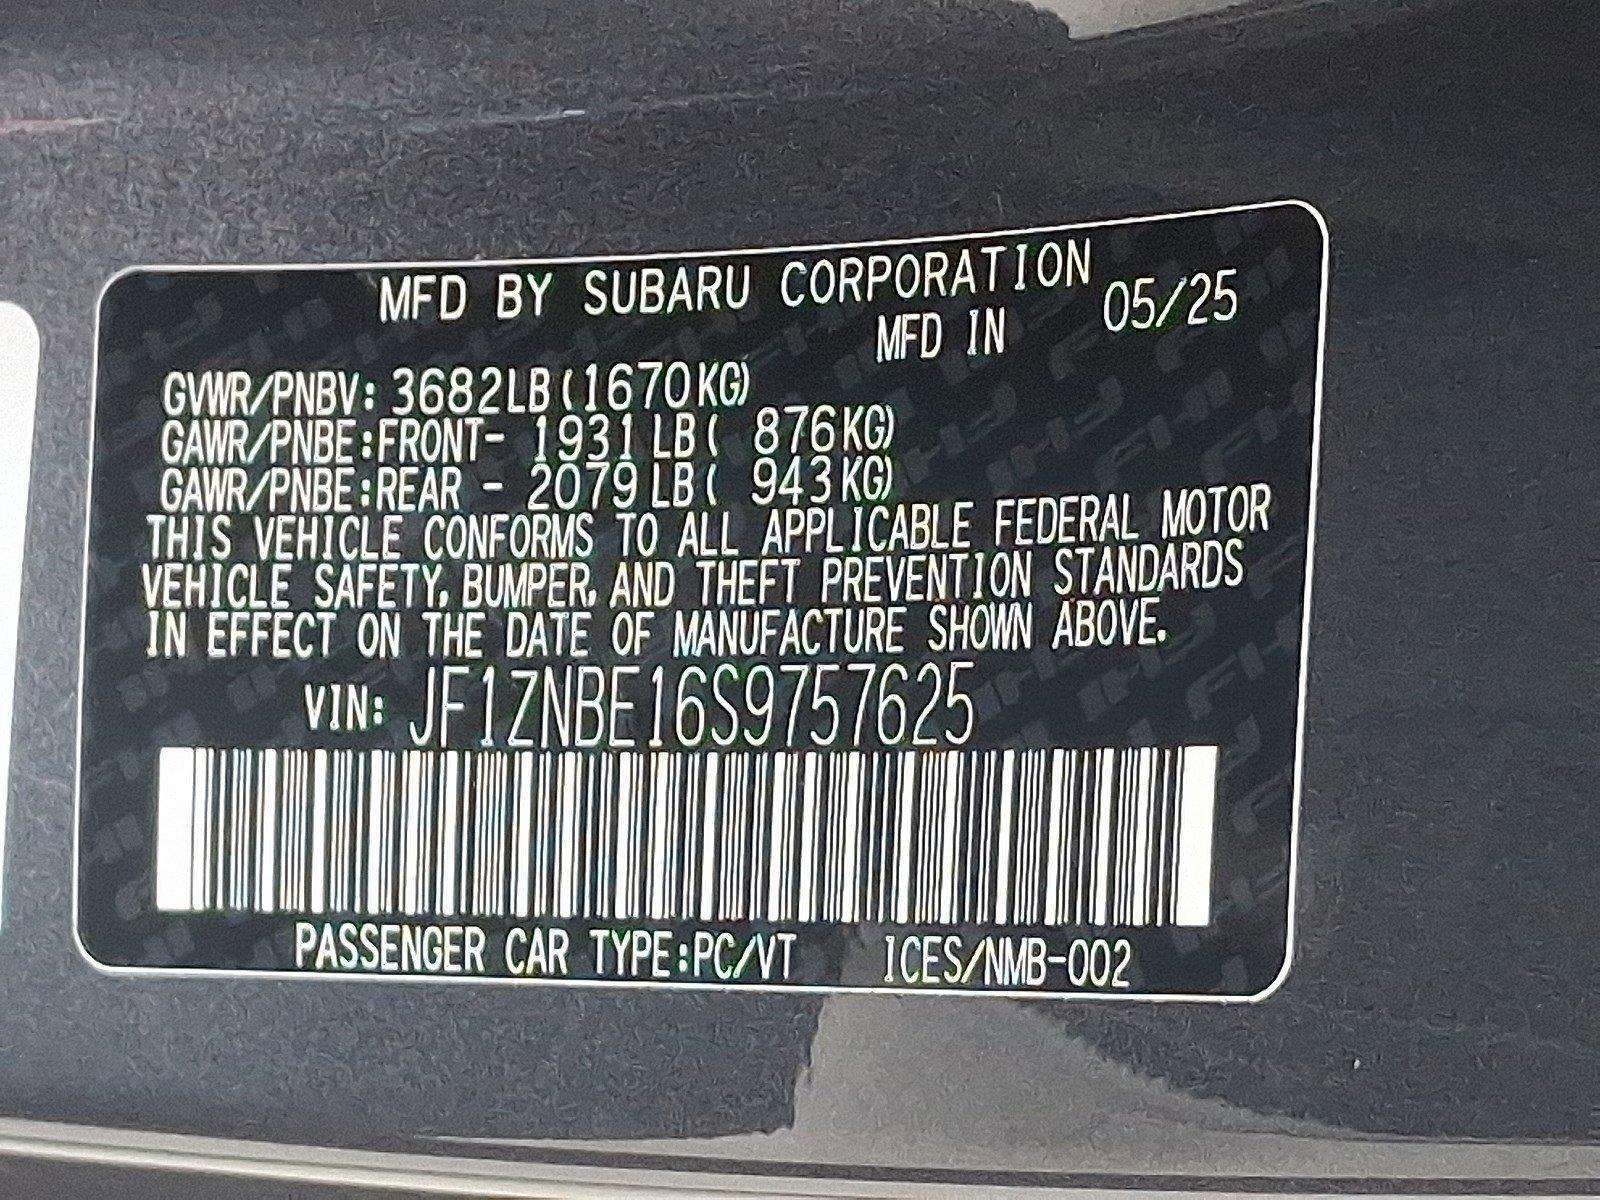 MFD BY SUBARU CORPORATION
MFD IN 05/25
GVWR/PNBV: 3682LB(1670KG)
GAWR/PNBE:FRONT- 1931LB( 876KG)
GAWR/PNBE:REAR - 2079LB( 943KG)
THIS VEHICLE CONFORMS TO ALL APPLICABLE FEDERAL MOTOR
VEHICLE SAFETY, BUMPER, AND THEFT PREVENTION STANDARDS
IN EFFECT ON THE DATE OF MANUFACTURE SHOWN ABOVE.
VIN: JF1ZNBE16S9757625
PASSENGER CAR TYPE:PC/VT ICES/NMB-002